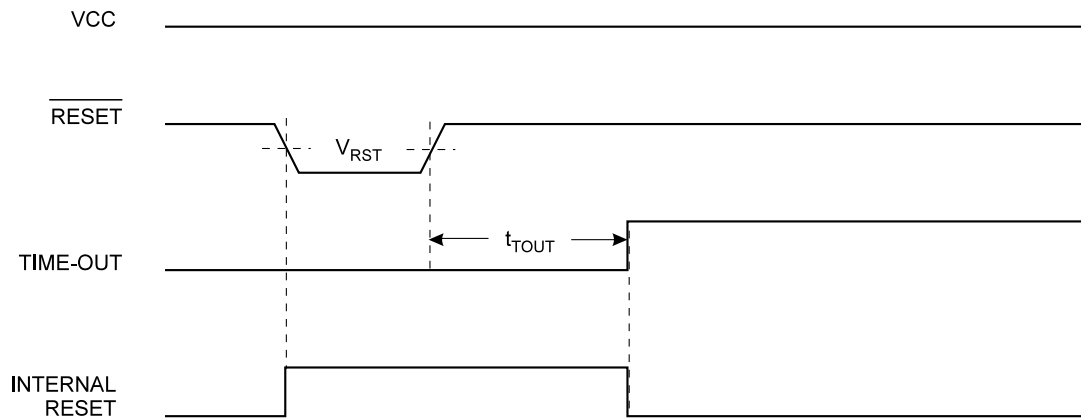 VCC
RESET
VRST
tTOUT
TIME-OUT
INTERNAL
RESET